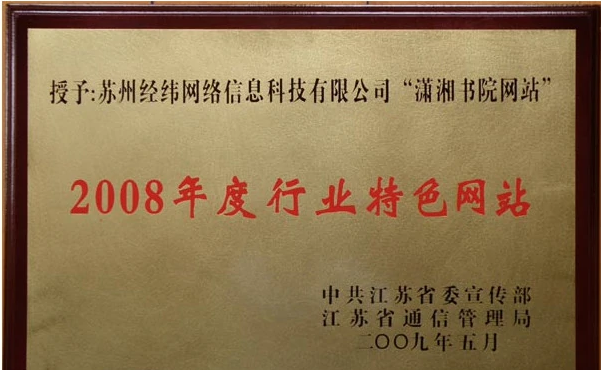 授予:苏州经纬网络信息科技有限公司“潇湘书院网站”
2008年度行业特色网站
中共江苏省委宣传部
江苏省通信管理局
二〇〇九年五月